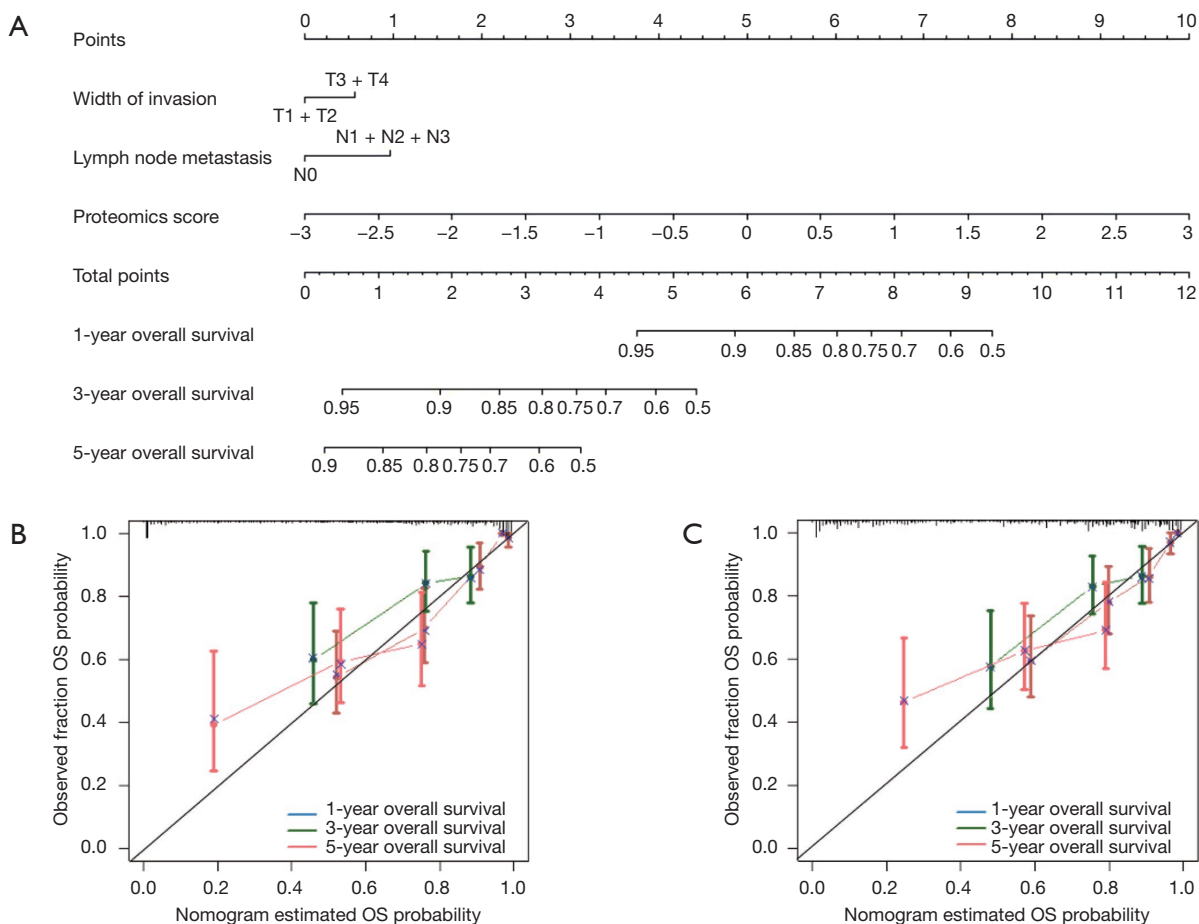 A
Points
0 1 2 3 4 5 6 7 8 9 10
Width of invasion
T3 + T4
T1 + T2
Lymph node metastasis
N1 + N2 + N3
N0
Proteomics score
−3 −2.5 −2 −1.5 −1 −0.5 0 0.5 1 1.5 2 2.5 3
Total points
0 1 2 3 4 5 6 7 8 9 10 11 12
1-year overall survival
0.95 0.9 0.85 0.8 0.75 0.7 0.6 0.5
3-year overall survival
0.95 0.9 0.85 0.8 0.75 0.7 0.6 0.5
5-year overall survival
0.9 0.85 0.8 0.75 0.7 0.6 0.5
B
Observed fraction OS probability
1.0
0.8
0.6
0.4
0.2
0.0
1-year overall survival
3-year overall survival
5-year overall survival
0.0 0.2 0.4 0.6 0.8 1.0
Nomogram estimated OS probability
C
Observed fraction OS probability
1.0
0.8
0.6
0.4
0.2
0.0
1-year overall survival
3-year overall survival
5-year overall survival
0.0 0.2 0.4 0.6 0.8 1.0
Nomogram estimated OS probability